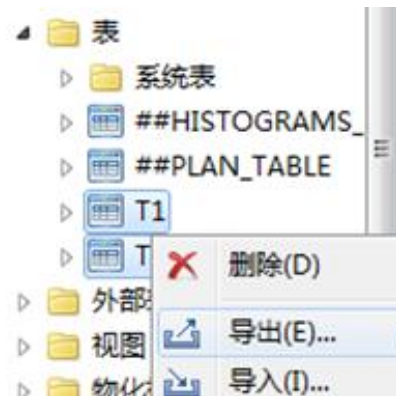 表
系统表
##HISTOGRAMS_
##PLAN_TABLE
T1
T
删除(D)
外部
导出(E)...
视图
导入(I)...
物化